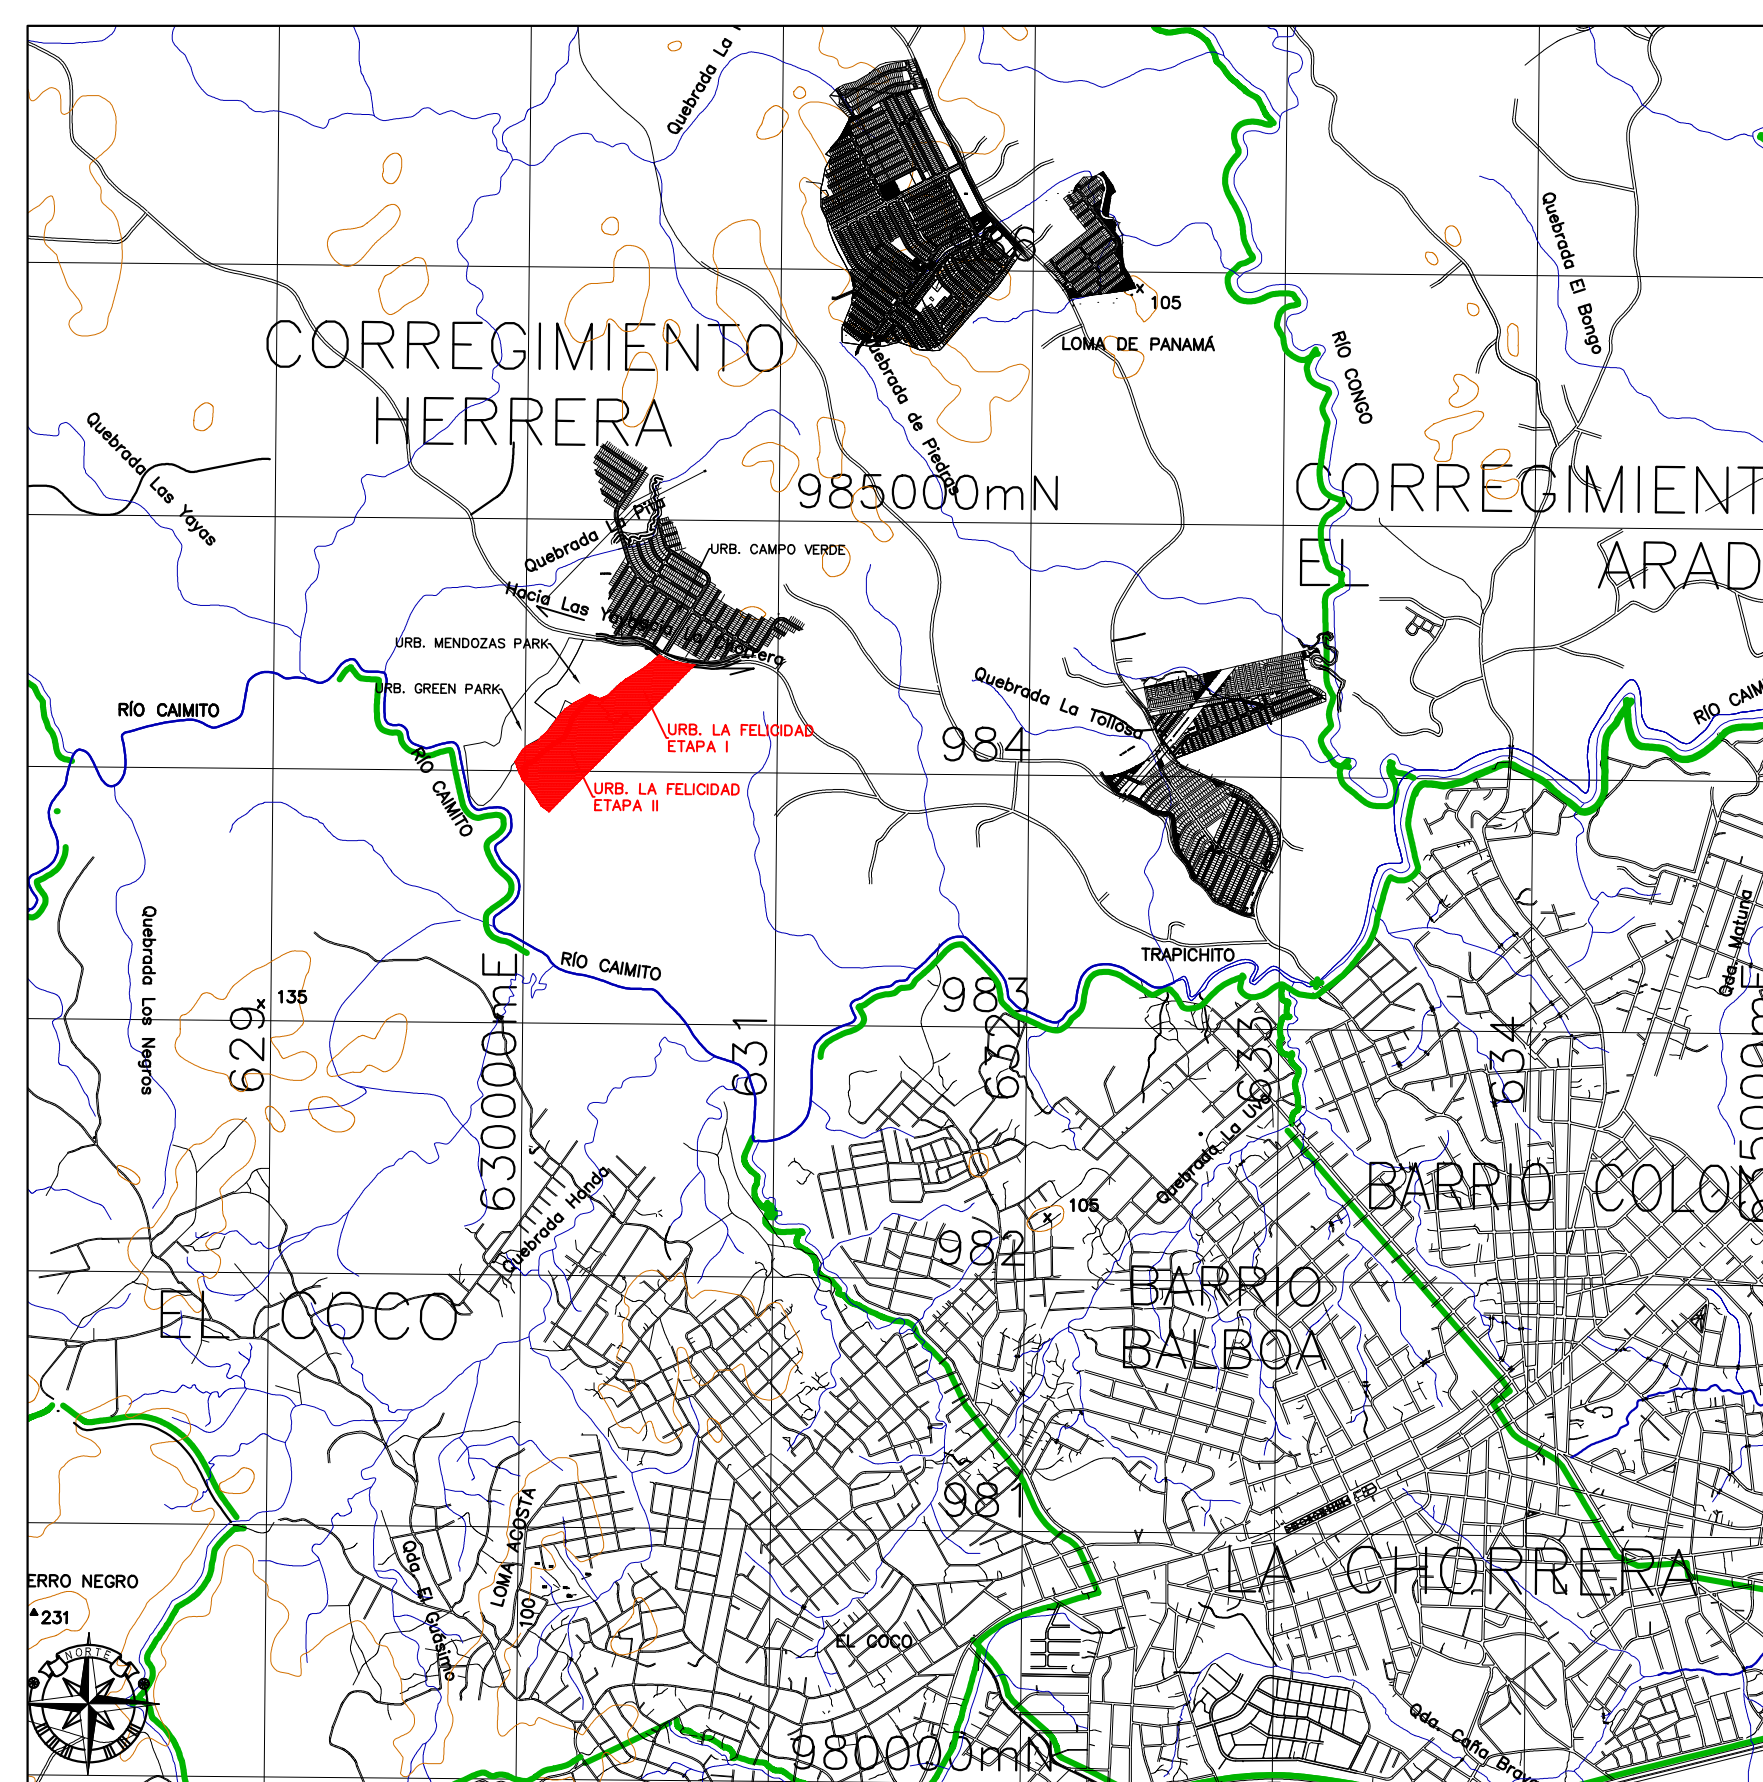 Quebrada La
105
LOMA DE PANAMÁ
Quebrada El Bongo
RÍO CONGO
Quebrada de Piedras
CORREGIMIENTO
HERRERA
Quebrada Las Yayas
985000mN
CORREGIMIENT
EL ARAD
Quebrada La Pita
URB. CAMPO VERDE
Hacia Las
La Chorrera
URB. MENDOZAS PARK
URB. GREEN PARK
RÍO CAIMITO
RÍO CAIMITO
URB. LA FELICIDAD
ETAPA I
URB. LA FELICIDAD
ETAPA II
Quebrada La Tollosa
984
RÍO CAIM
Quebrada Los Negros
135
RÍO CAIMITO
TRAPICHITO
Qda. Matuna
983
629
630000mE
631
632
633
634
635000mE
Quebrada La Uva
Quebrada Honda
105
982
BARRIO COLO
BARRIO
BALBOA
EL COCO
981
LOMA ACOSTA
100
Qda. El Guásimo
LA CHORRERA
ERRO NEGRO
231
NORTE
EL COCO
980000mN
Qda. Caña Brava